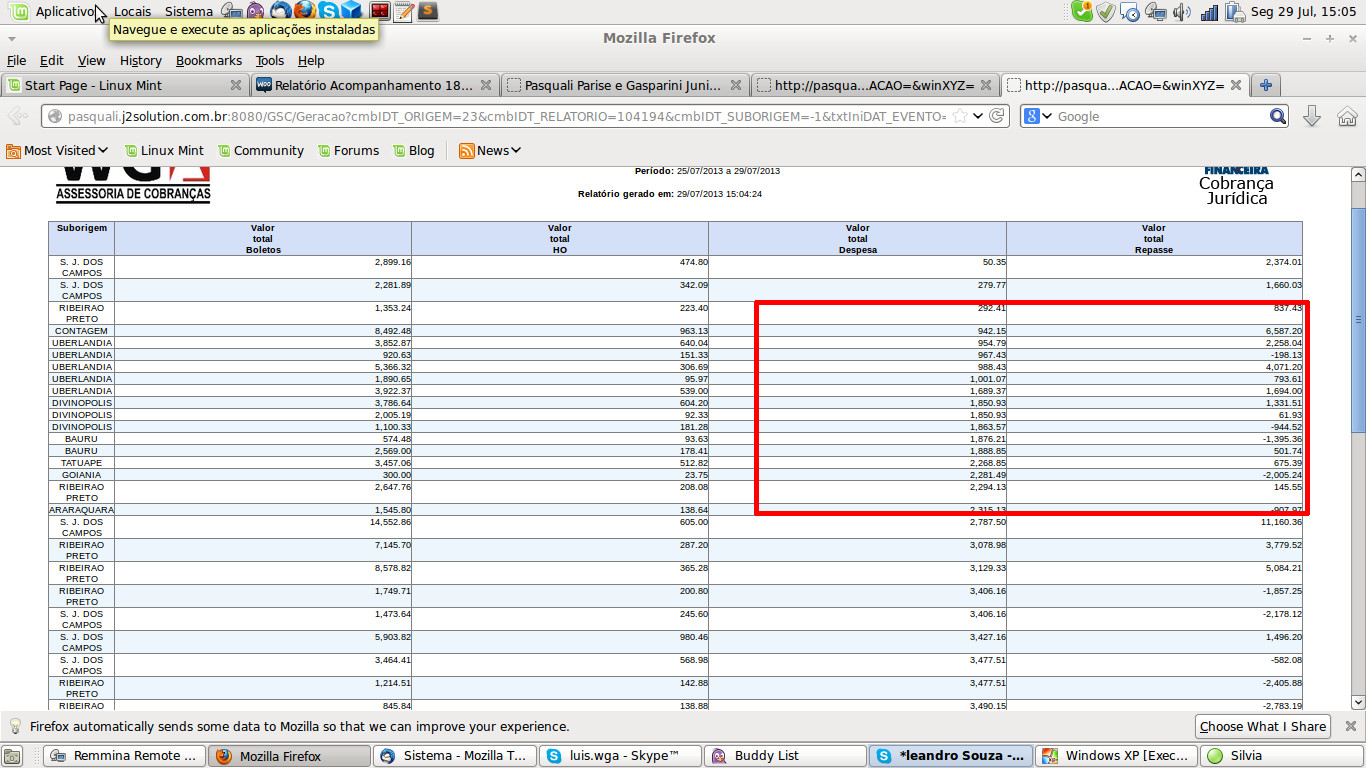 Aplicativos Locais Sistema Seg 29 Jul, 15:05
Navegue e execute as aplicações instaladas
Mozilla Firefox
File Edit View History Bookmarks Tools Help
Start Page - Linux Mint
Relatório Acompanhamento 18...
Pasquali Parise e Gasparini Juni...
http://pasqua...ACAO=&winXYZ=
http://pasqua...ACAO=&winXYZ=
pasquali.j2solution.com.br:8080/GSC/Geracao?cmbIDT_ORIGEM=23&cmbIDT_RELATORIO=104194&cmbIDT_SUBORIGEM=-1&txtIniDAT_EVENTO=
Google
Most Visited Linux Mint Community Forums Blog News
WGA
ASSESSORIA DE COBRANÇAS
Período: 25/07/2013 a 29/07/2013
Relatório gerado em: 29/07/2013 15:04:24
FINANCEIRA
Cobrança
Jurídica
Suborigem Valor total Boletos Valor total HO Valor total Despesa Valor total Repasse
S. J. DOS CAMPOS 2,899.16 474.80 50.35 2,374.01
S. J. DOS CAMPOS 2,281.89 342.09 279.77 1,660.03
RIBEIRAO PRETO 1,353.24 223.40 292.41 837.43
CONTAGEM 8,492.48 963.13 942.15 6,587.20
UBERLANDIA 3,852.87 640.04 954.79 2,258.04
UBERLANDIA 920.63 151.33 967.43 -198.13
UBERLANDIA 5,366.32 306.69 988.43 4,071.20
UBERLANDIA 1,890.65 95.97 1,001.07 793.61
UBERLANDIA 3,922.37 539.00 1,689.37 1,694.00
DIVINOPOLIS 3,786.64 604.20 1,850.93 1,331.51
DIVINOPOLIS 2,005.19 92.33 1,850.93 61.93
DIVINOPOLIS 1,100.33 181.28 1,863.57 -944.52
BAURU 574.48 93.63 1,876.21 -1,395.36
BAURU 2,569.00 178.41 1,888.85 501.74
TATUAPE 3,457.06 512.82 2,268.85 675.39
GOIANIA 300.00 23.75 2,281.49 -2,005.24
RIBEIRAO PRETO 2,647.76 208.08 2,294.13 145.55
ARARAQUARA 1,545.80 138.64 2,315.13 -907.97
S. J. DOS CAMPOS 14,552.86 605.00 2,787.50 11,160.36
RIBEIRAO PRETO 7,145.70 287.20 3,078.98 3,779.52
RIBEIRAO PRETO 8,578.82 365.28 3,129.33 5,084.21
RIBEIRAO PRETO 1,749.71 200.80 3,406.16 -1,857.25
S. J. DOS CAMPOS 1,473.64 245.60 3,406.16 -2,178.12
S. J. DOS CAMPOS 5,903.82 980.46 3,427.16 1,496.20
S. J. DOS CAMPOS 3,464.41 568.98 3,477.51 -582.08
RIBEIRAO PRETO 1,214.51 142.88 3,477.51 -2,405.88
RIBEIRAO 845.84 138.88 3,490.15 -2,783.19
Firefox automatically sends some data to Mozilla so that we can improve your experience.
Choose What I Share
Remmina Remote ...
Mozilla Firefox
Sistema - Mozilla T...
luis.wga - Skype™
Buddy List
*leandro Souza -...
Windows XP [Exec...
Silvia